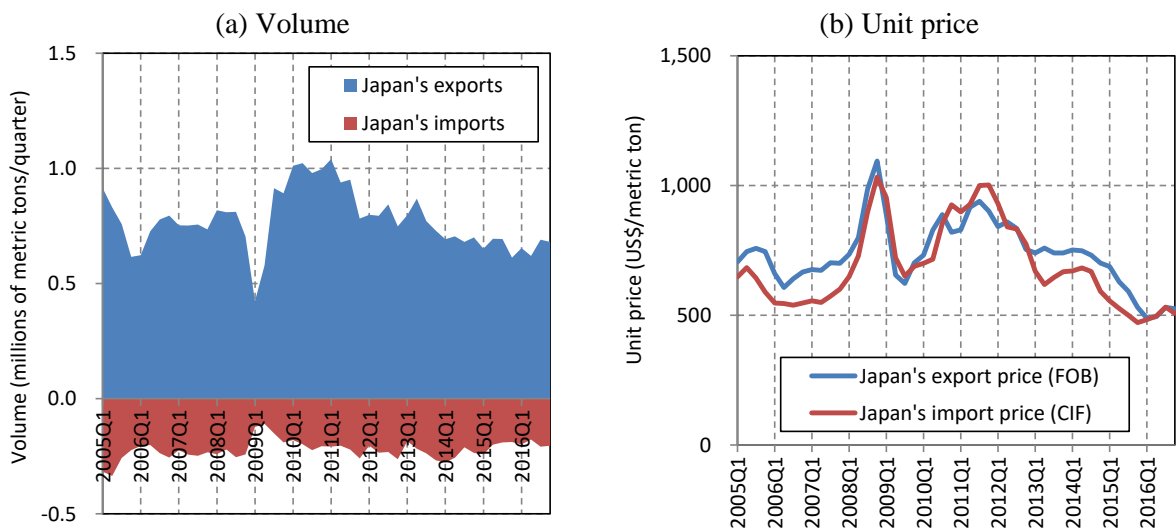 (a) Volume
Volume (millions of metric tons/quarter)
1.5
1.0
0.5
0.0
-0.5
Japan's exports
Japan's imports
2005Q1
2006Q1
2007Q1
2008Q1
2009Q1
2010Q1
2011Q1
2012Q1
2013Q1
2014Q1
2015Q1
2016Q1
(b) Unit price
Unit price (US$/metric ton)
1,500
1,000
500
0
Japan's export price (FOB)
Japan's import price (CIF)
2005Q1
2006Q1
2007Q1
2008Q1
2009Q1
2010Q1
2011Q1
2012Q1
2013Q1
2014Q1
2015Q1
2016Q1